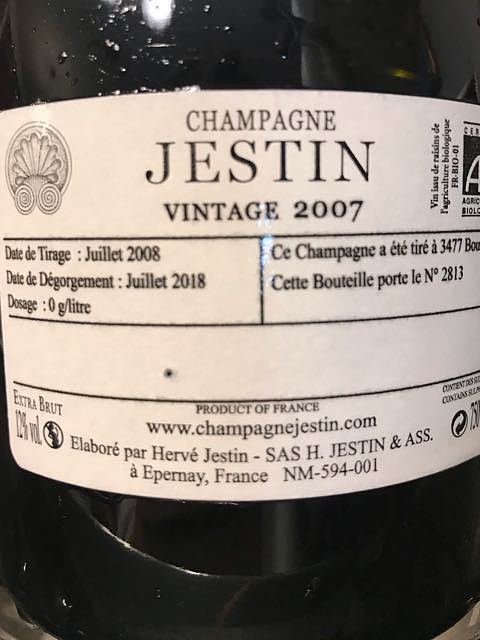 CHAMPAGNE
JESTIN
VINTAGE 2007
Vin issu de raisins de
l'agriculture biologique
FR-BIO-01
Date de Tirage : Juillet 2008
Date de Dégorgement : Juillet 2018
Dosage : 0 g/litre
Ce Champagne a été tiré à 3477 Bou
Cette Bouteille porte le N° 2813
EXTRA BRUT
12% vol.
PRODUCT OF FRANCE
www.champagnejestin.com
Elaboré par Hervé Jestin - SAS H. JESTIN & ASS.
à Epernay, France NM-594-001
CONTIENT DES